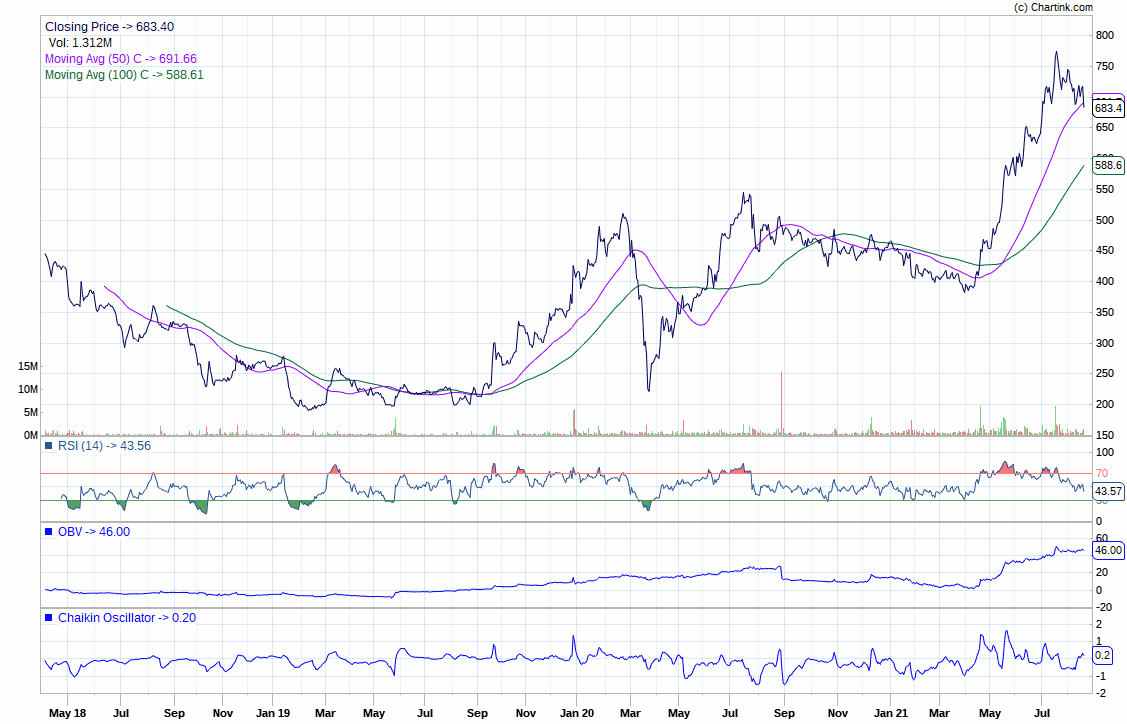 (c) Chartink.com
Closing Price -> 683.40
Vol: 1.312M
Moving Avg (50) C -> 691.66
Moving Avg (100) C -> 588.61
800
750
683.4
650
588.6
550
500
450
400
350
300
250
200
150
15M
10M
5M
0M
RSI (14) -> 43.56
100
70
43.57
0
OBV -> 46.00
60
46.00
20
0
-20
Chaikin Oscillator -> 0.20
2
1
0.2
-1
-2
May 18 Jul Sep Nov Jan 19 Mar May Jul Sep Nov Jan 20 Mar May Jul Sep Nov Jan 21 Mar May Jul